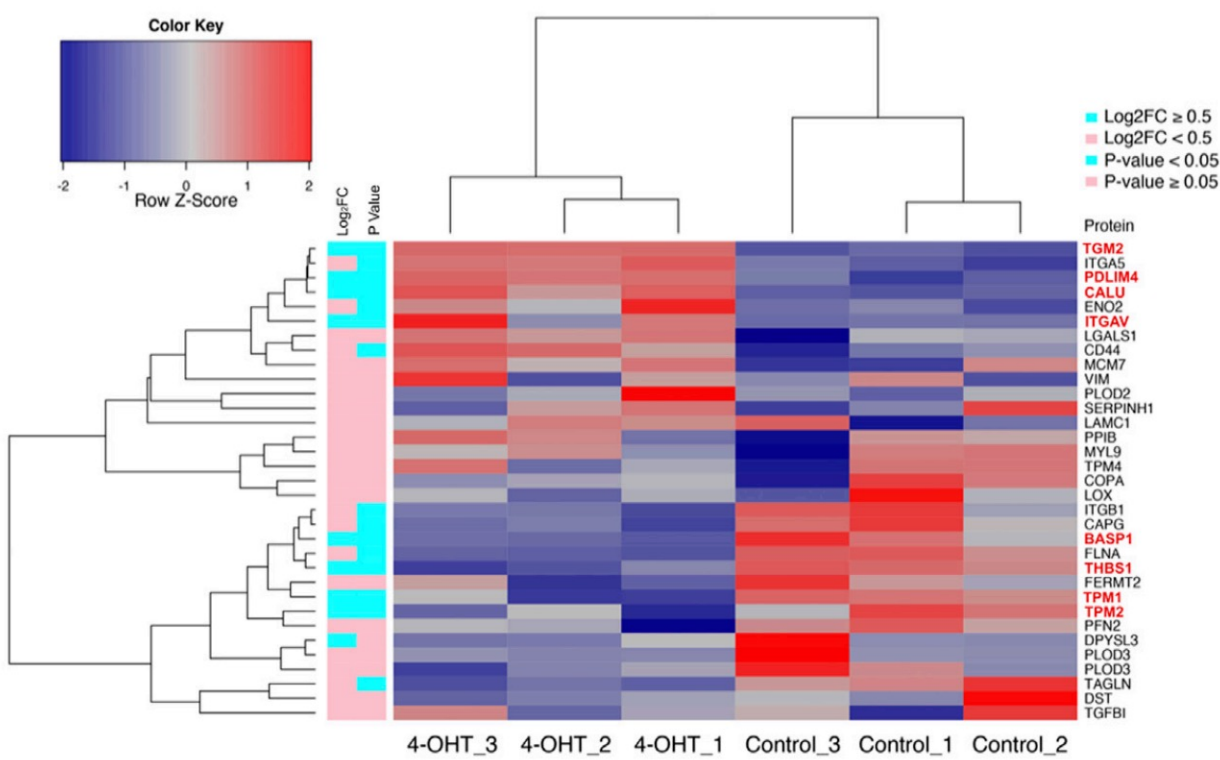 Color Key
-2 -1 0 1 2
Row Z-Score
Log2FC ≥ 0.5
Log2FC < 0.5
P-value < 0.05
P-value ≥ 0.05
Log₂FC
P Value
Protein
TGM2
ITGA5
PDLIM4
CALU
ENO2
ITGAV
LGALS1
CD44
MCM7
VIM
PLOD2
SERPINH1
LAMC1
PPIB
MYL9
TPM4
COPA
LOX
ITGB1
CAPG
BASP1
FLNA
THBS1
FERMT2
TPM1
TPM2
PFN2
DPYSL3
PLOD3
PLOD3
TAGLN
DST
TGFBI
4-OHT_3 4-OHT_2 4-OHT_1 Control_3 Control_1 Control_2